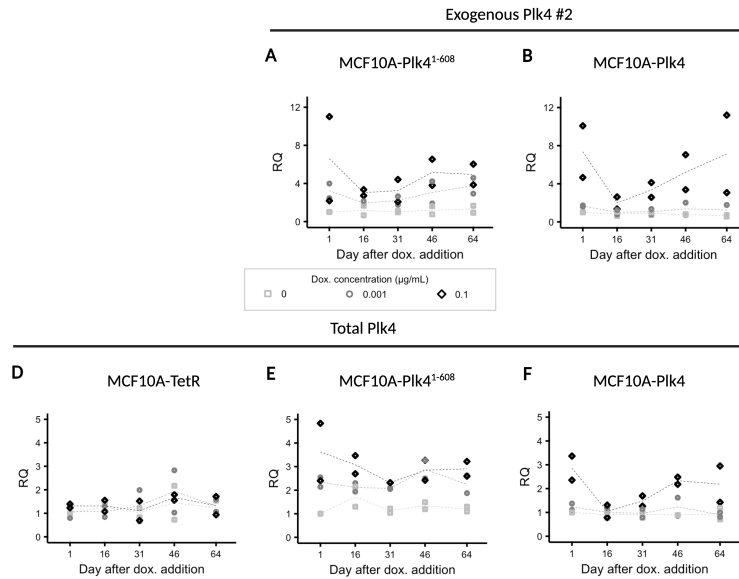 Exogenous Plk4 #2
A MCF10A-Plk4¹⁻⁶⁰⁸
B MCF10A-Plk4
12
8
4
0
RQ
1 16 31 46 64
Day after dox. addition
12
8
4
0
RQ
1 16 31 46 64
Day after dox. addition
Dox. concentration (µg/mL)
0 0.001 0.1
Total Plk4
D MCF10A-TetR
E MCF10A-Plk4¹⁻⁶⁰⁸
F MCF10A-Plk4
5
4
3
2
1
0
RQ
1 16 31 46 64
Day after dox. addition
5
4
3
2
1
0
RQ
1 16 31 46 64
Day after dox. addition
5
4
3
2
1
0
RQ
1 16 31 46 64
Day after dox. addition